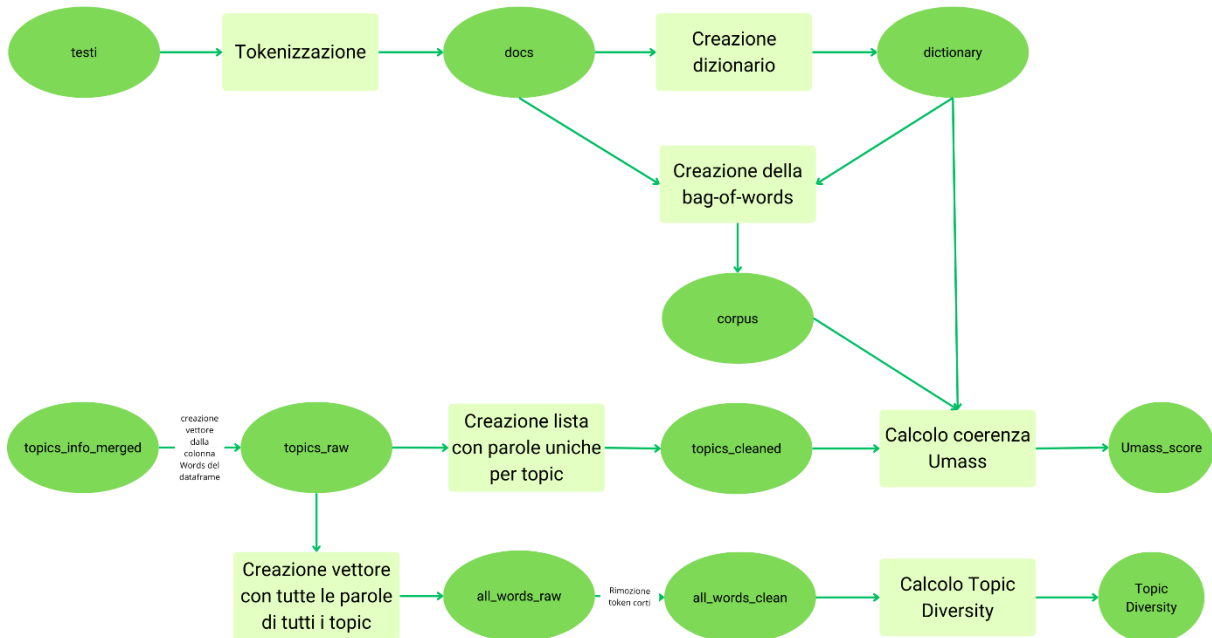 testi
Tokenizzazione
docs
Creazione
dizionario
dictionary
Creazione della
bag-of-words
corpus
topics_info_merged
creazione
vettore
dalla
colonna
Words del
dataframe
topics_raw
Creazione lista
con parole uniche
per topic
topics_cleaned
Calcolo coerenza
Umass
Umass_score
Creazione vettore
con tutte le parole
di tutti i topic
all_words_raw
Rimozione
token corti
all_words_clean
Calcolo Topic
Diversity
Topic
Diversity